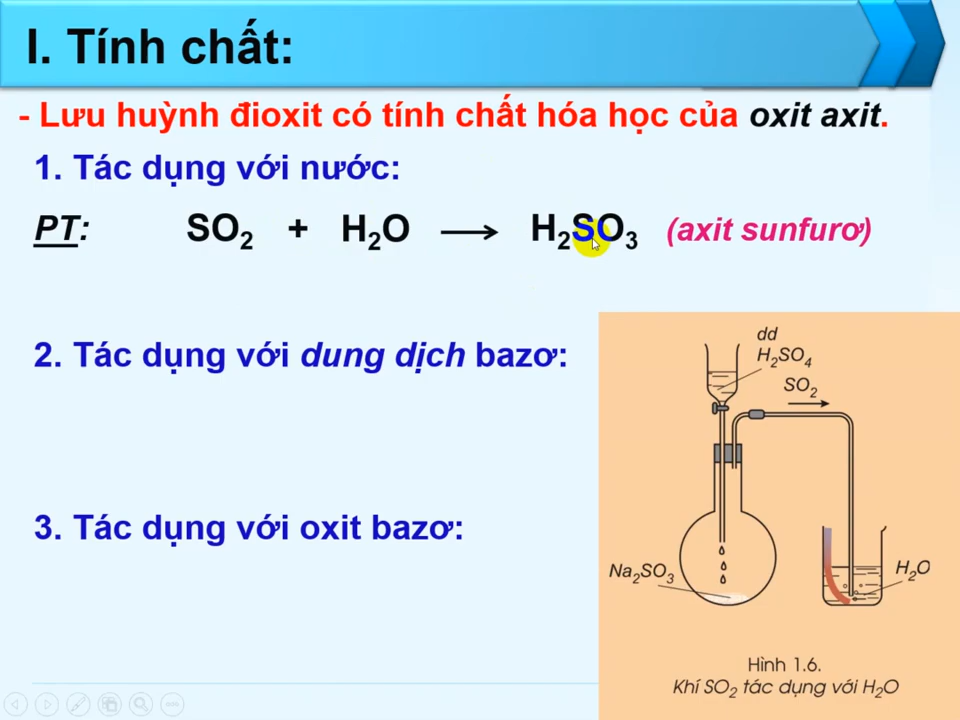 I. Tính chất:
- Lưu huỳnh đioxit có tính chất hóa học của oxit axit.
1. Tác dụng với nước:
PT: SO₂ + H₂O ⟶ H₂SO₃ (axit sunfurơ)
2. Tác dụng với dung dịch bazơ:
3. Tác dụng với oxit bazơ:
dd
H₂SO₄
SO₂
Na₂SO₃
H₂O
Hình 1.6.
Khí SO₂ tác dụng với H₂O